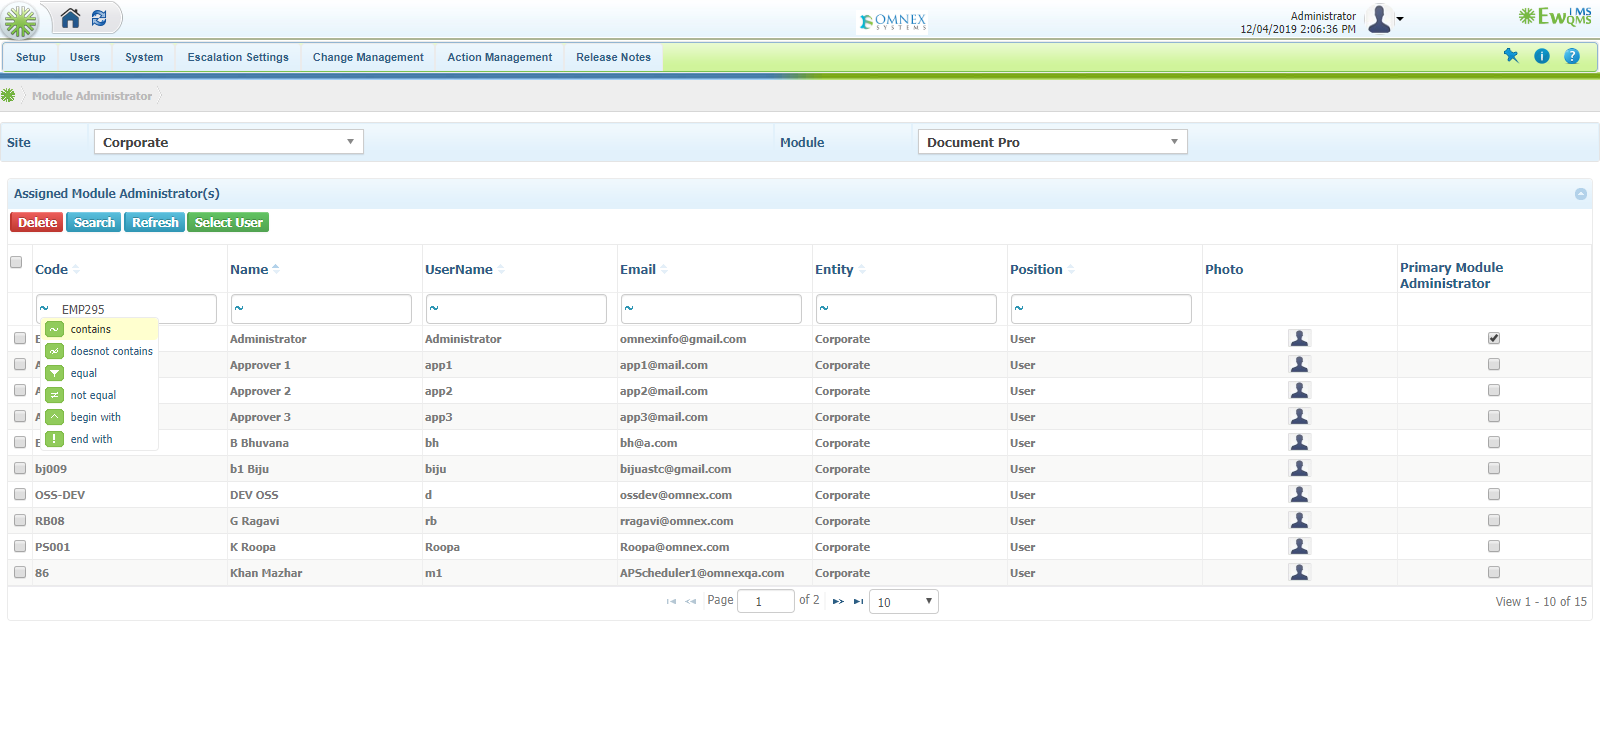 OMNEX
SYSTEMS
Administrator
12/04/2019 2:06:36 PM
EwIMS
QMS
Setup Users System Escalation Settings Change Management Action Management Release Notes
Module Administrator
Site Corporate Module Document Pro
Assigned Module Administrator(s)
Delete Search Refresh Select User
Code Name UserName Email Entity Position Photo Primary Module Administrator
~ EMP295 ~ ~ ~ ~ ~
contains
doesnot contains
equal
not equal
begin with
end with
E Administrator Administrator omnexinfo@gmail.com Corporate User
A Approver 1 app1 app1@mail.com Corporate User
A Approver 2 app2 app2@mail.com Corporate User
A Approver 3 app3 app3@mail.com Corporate User
E B Bhuvana bh bh@a.com Corporate User
bj009 b1 Biju biju bijuastc@gmail.com Corporate User
OSS-DEV DEV OSS d ossdev@omnex.com Corporate User
RB08 G Ragavi rb rragavi@omnex.com Corporate User
PS001 K Roopa Roopa Roopa@omnex.com Corporate User
86 Khan Mazhar m1 APScheduler1@omnexqa.com Corporate User
Page 1 of 2 10 View 1 - 10 of 15